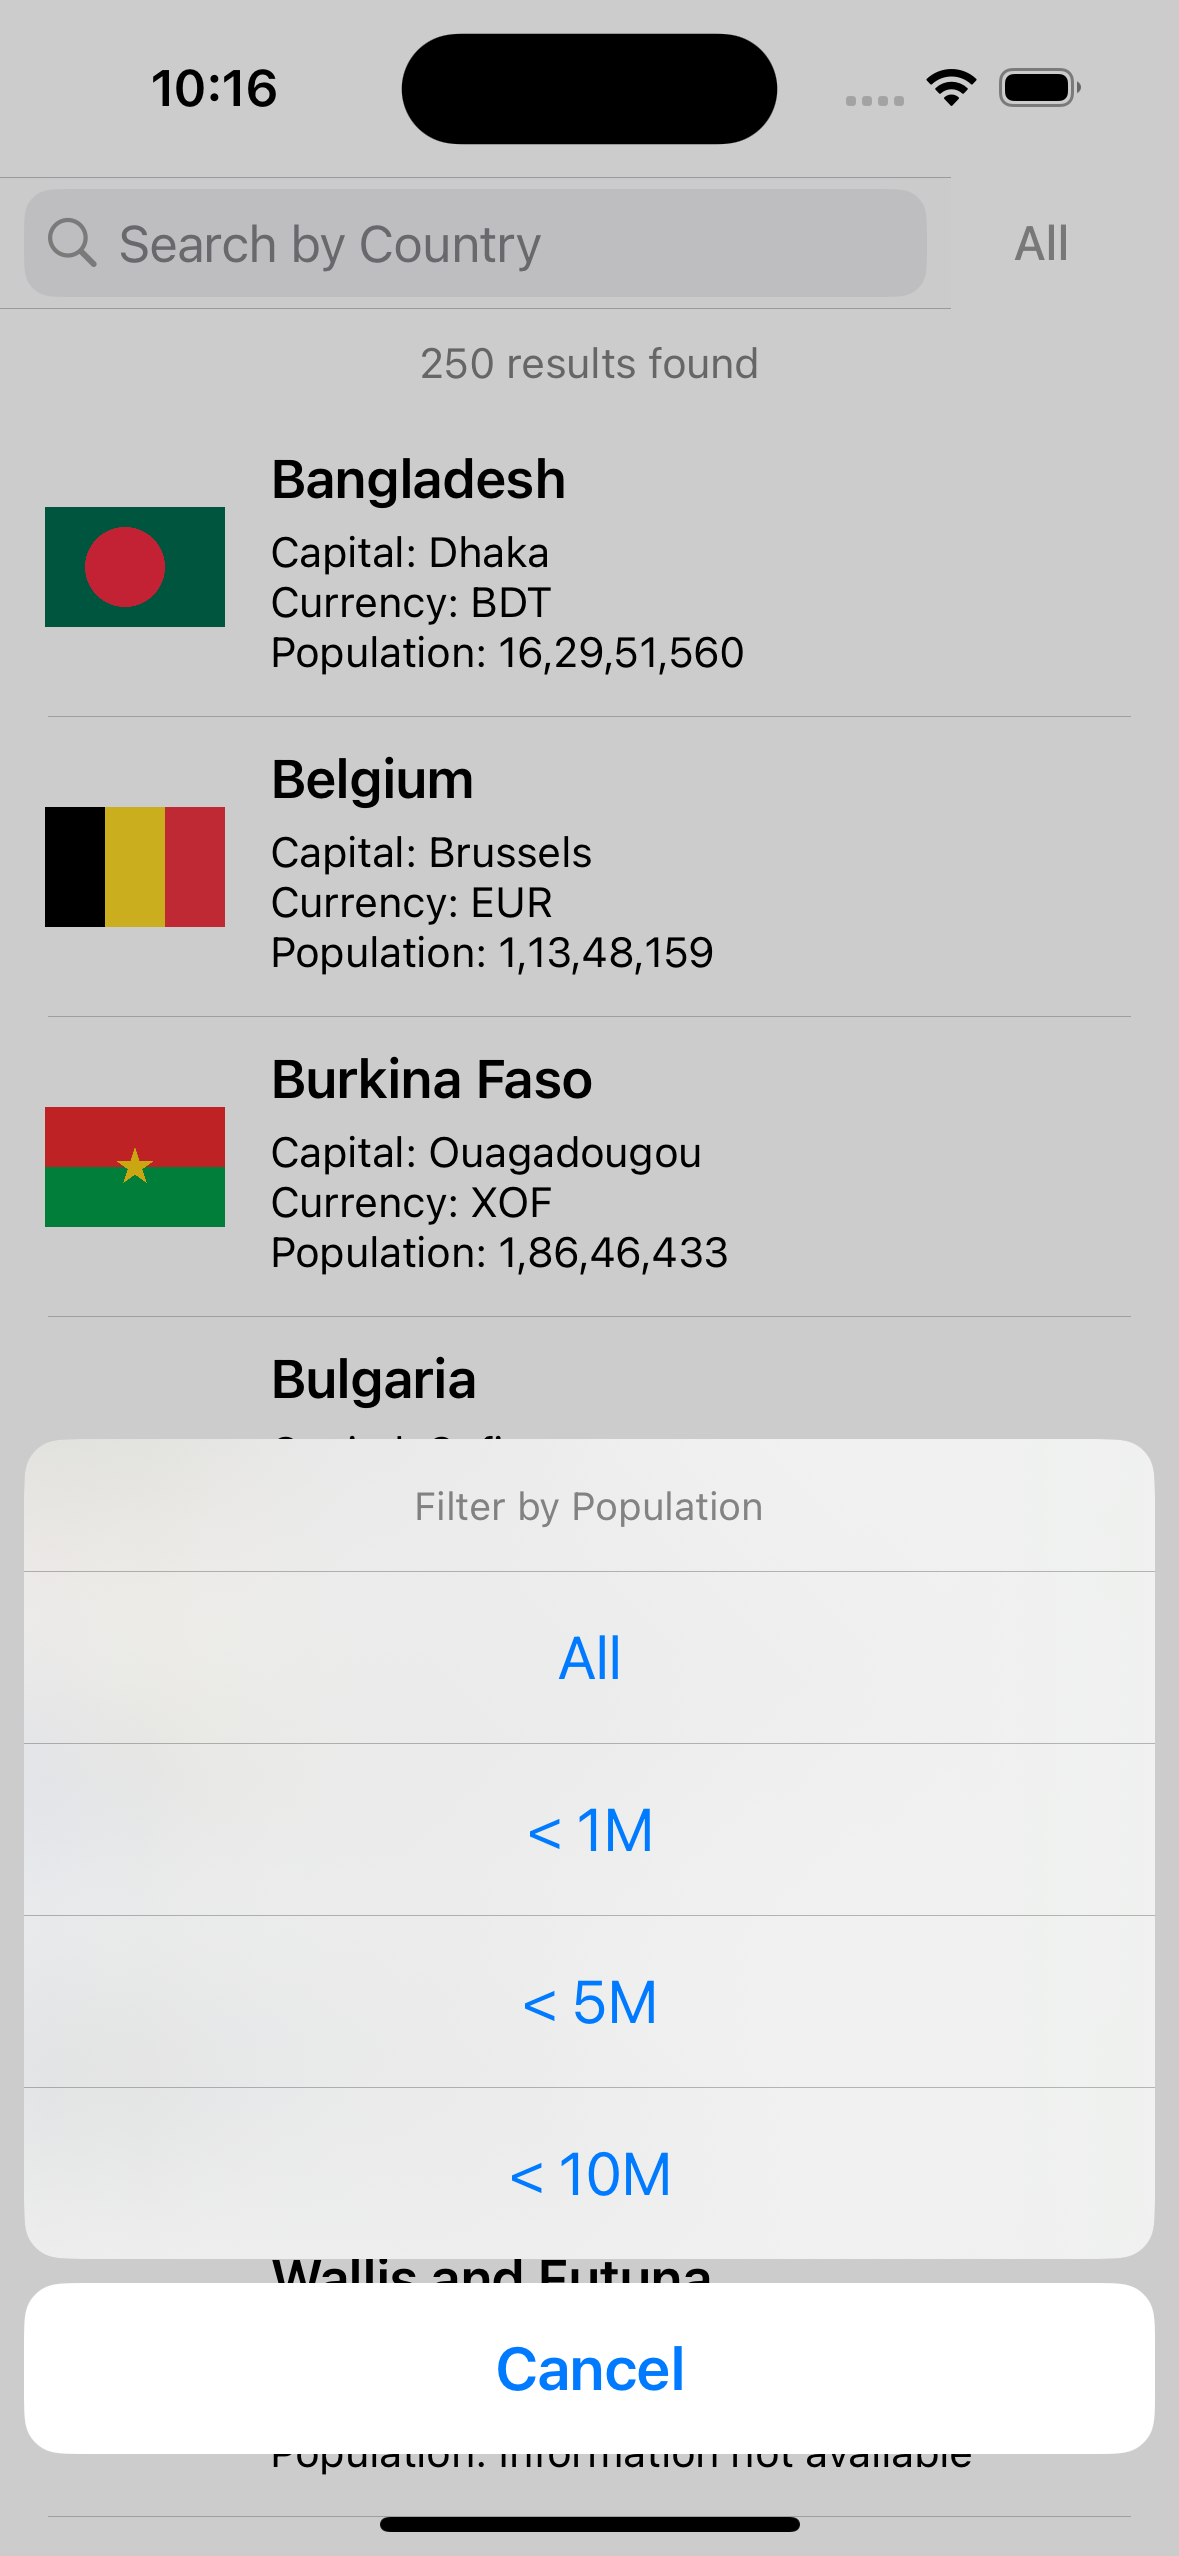 10:16
Search by Country
All
250 results found
Bangladesh
Capital: Dhaka
Currency: BDT
Population: 16,29,51,560
Belgium
Capital: Brussels
Currency: EUR
Population: 1,13,48,159
Burkina Faso
Capital: Ouagadougou
Currency: XOF
Population: 1,86,46,433
Bulgaria
Filter by Population
All
< 1M
< 5M
< 10M
Wallis and Futuna
Cancel
Population: Information not available